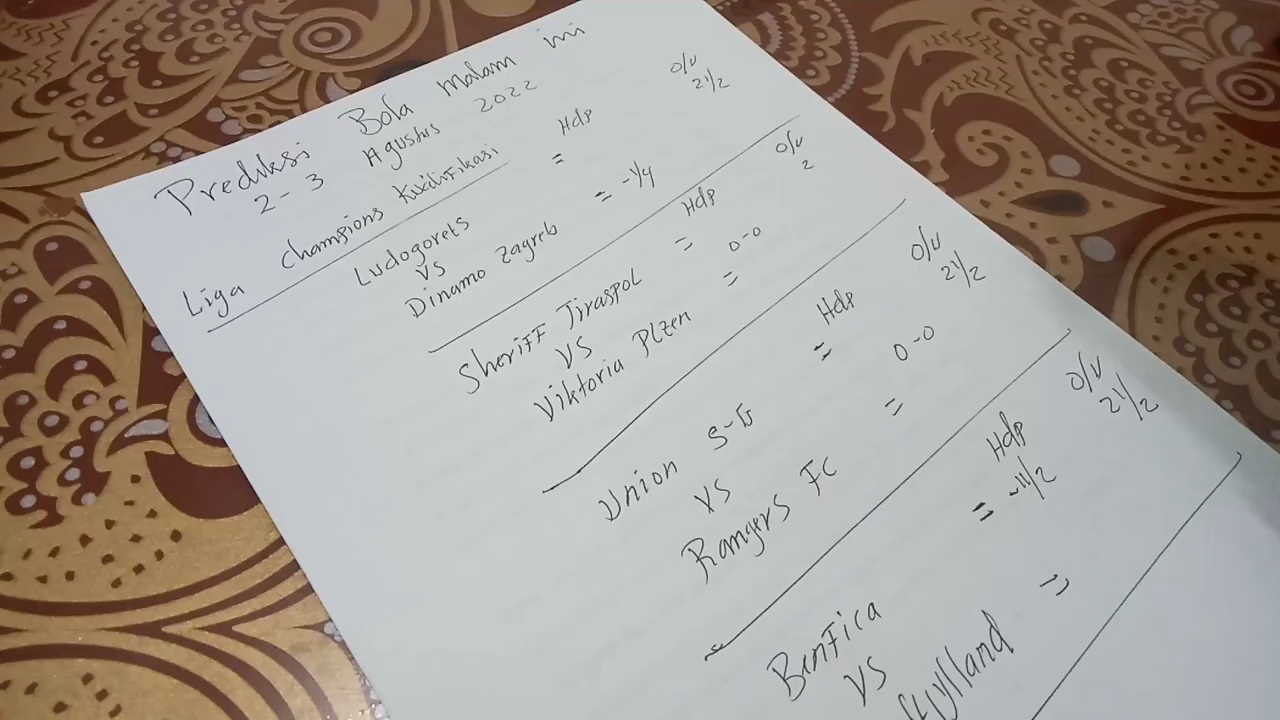 Prediksi Bola malam ini
2-3 Agustus 2022
Liga champions Kualifikasi
Ludogorets = Hdp O/U
VS 2 1/2
Dinamo Zagreb = -1/4
Sheriff Tiraspol = Hdp O/U
VS 0-0 2
Viktoria Plzen =
Union S-G = Hdp O/U
VS 0-0 2 1/2
Rangers FC =
Benfica = Hdp O/U
VS -1 1/2 2 1/2
=